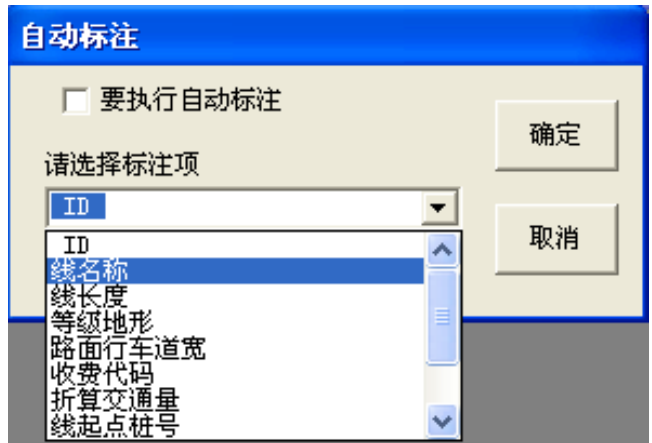 自动标注
要执行自动标注
确定
请选择标注项
ID
取消
ID
线名称
线长度
等级地形
路面行车道宽
收费代码
折算交通量
线起点桩号